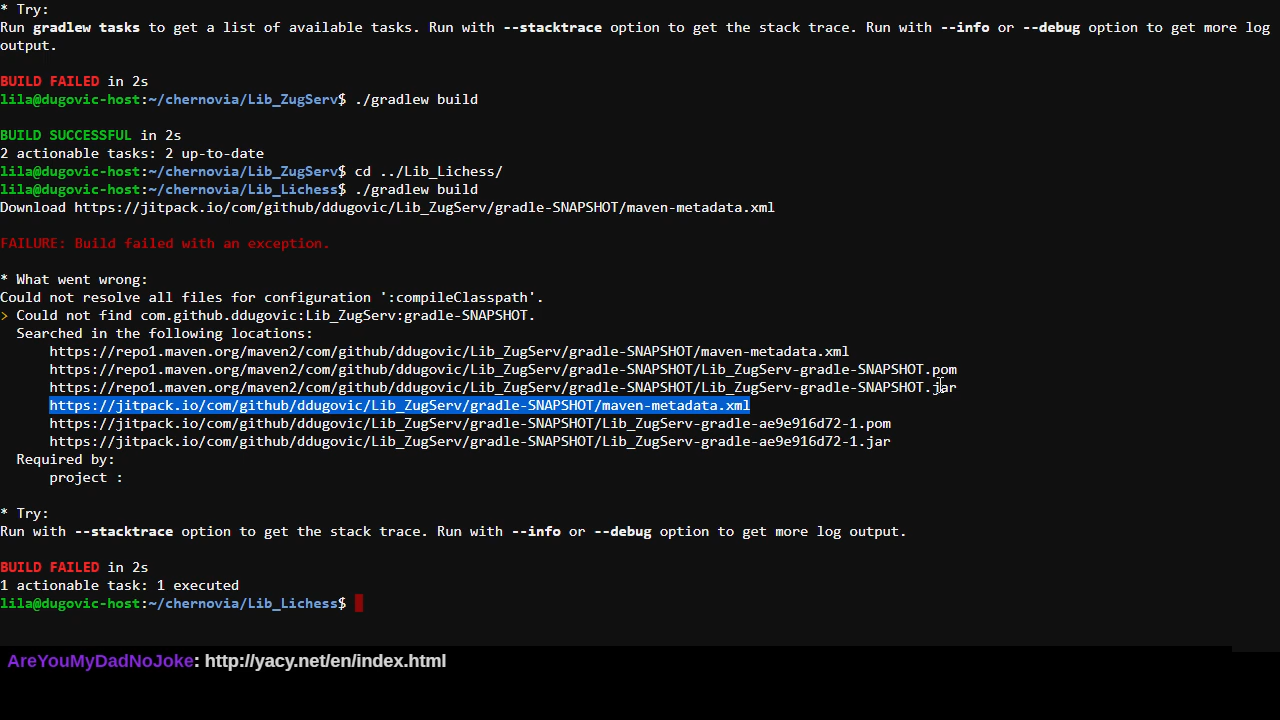 * Try:
Run gradlew tasks to get a list of available tasks. Run with --stacktrace option to get the stack trace. Run with --info or --debug option to get more log
output.
BUILD FAILED in 2s
lila@dugovic-host:~/chernovia/Lib_ZugServ$ ./gradlew build
BUILD SUCCESSFUL in 2s
2 actionable tasks: 2 up-to-date
lila@dugovic-host:~/chernovia/Lib_ZugServ$ cd ../Lib_Lichess/
lila@dugovic-host:~/chernovia/Lib_Lichess$ ./gradlew build
Download https://jitpack.io/com/github/ddugovic/Lib_ZugServ/gradle-SNAPSHOT/maven-metadata.xml
FAILURE: Build failed with an exception.
* What went wrong:
Could not resolve all files for configuration ':compileClasspath'.
> Could not find com.github.ddugovic:Lib_ZugServ:gradle-SNAPSHOT.
Searched in the following locations:
https://repo1.maven.org/maven2/com/github/ddugovic/Lib_ZugServ/gradle-SNAPSHOT/maven-metadata.xml
https://repo1.maven.org/maven2/com/github/ddugovic/Lib_ZugServ/gradle-SNAPSHOT/Lib_ZugServ-gradle-SNAPSHOT.pom
https://repo1.maven.org/maven2/com/github/ddugovic/Lib_ZugServ/gradle-SNAPSHOT/Lib_ZugServ-gradle-SNAPSHOT.jar
https://jitpack.io/com/github/ddugovic/Lib_ZugServ/gradle-SNAPSHOT/maven-metadata.xml
https://jitpack.io/com/github/ddugovic/Lib_ZugServ/gradle-SNAPSHOT/Lib_ZugServ-gradle-ae9e916d72-1.pom
https://jitpack.io/com/github/ddugovic/Lib_ZugServ/gradle-SNAPSHOT/Lib_ZugServ-gradle-ae9e916d72-1.jar
Required by:
project :
* Try:
Run with --stacktrace option to get the stack trace. Run with --info or --debug option to get more log output.
BUILD FAILED in 2s
1 actionable task: 1 executed
lila@dugovic-host:~/chernovia/Lib_Lichess$
AreYouMyDadNoJoke: http://yacy.net/en/index.html